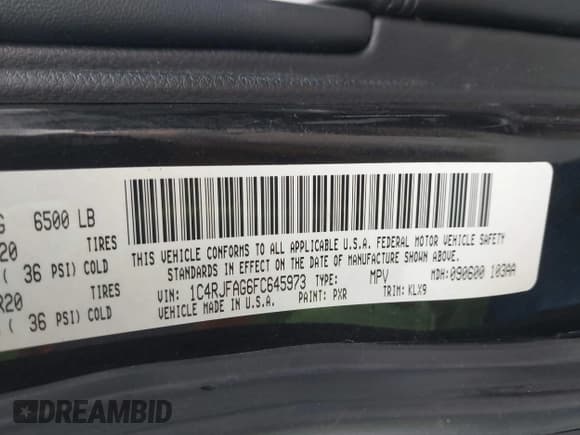 G 6500 LB
20 TIRES
( 36 PSI) COLD
R20 TIRES
( 36 PSI) COLD
THIS VEHICLE CONFORMS TO ALL APPLICABLE U.S.A. FEDERAL MOTOR VEHICLE SAFETY
STANDARDS IN EFFECT ON THE DATE OF MANUFACTURE SHOWN ABOVE.
VIN: 1C4RJFAG6FC645973 TYPE: MPV MDH: 090600 103AA
VEHICLE MADE IN U.S.A. PAINT: PXR TRIM: KLX9
DREAMBID